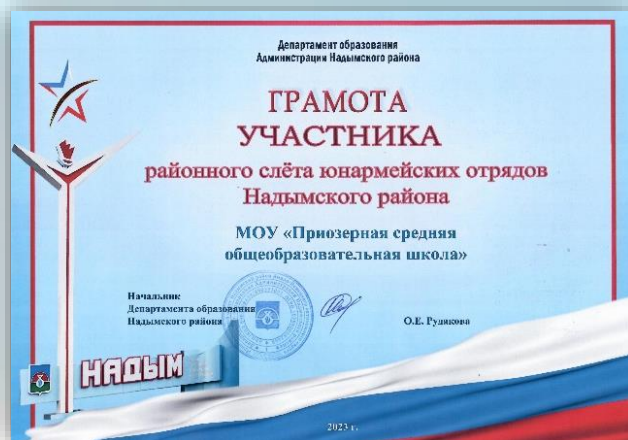 Департамент образования
Администрации Надымского района
ГРАМОТА
УЧАСТНИКА
районного слёта юнармейских отрядов
Надымского района
МОУ «Приозерная средняя
общеобразовательная школа»
Начальник
Департамента образования
Надымского района
О.Е. Рудакова
НАДЫМ
2023 г.